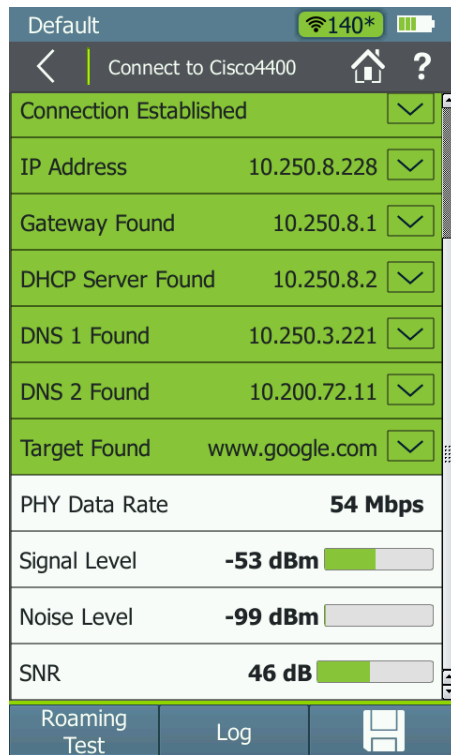 Default 140*
Connect to Cisco4400 ?
Connection Established
IP Address 10.250.8.228
Gateway Found 10.250.8.1
DHCP Server Found 10.250.8.2
DNS 1 Found 10.250.3.221
DNS 2 Found 10.200.72.11
Target Found www.google.com
PHY Data Rate 54 Mbps
Signal Level -53 dBm
Noise Level -99 dBm
SNR 46 dB
Roaming
Test
Log